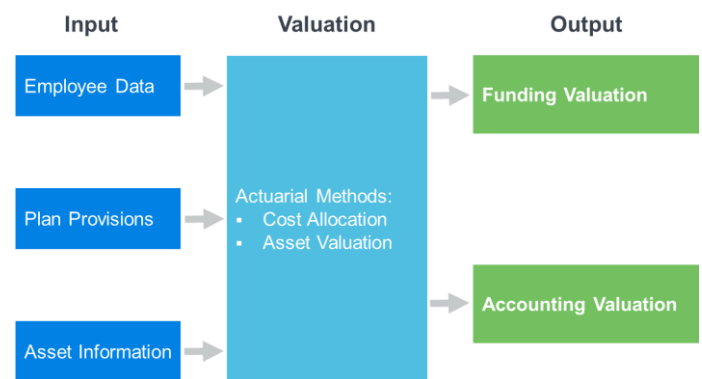 Input
Valuation
Output
Employee Data
Plan Provisions
Asset Information
Actuarial Methods:
▪ Cost Allocation
▪ Asset Valuation
Funding Valuation
Accounting Valuation